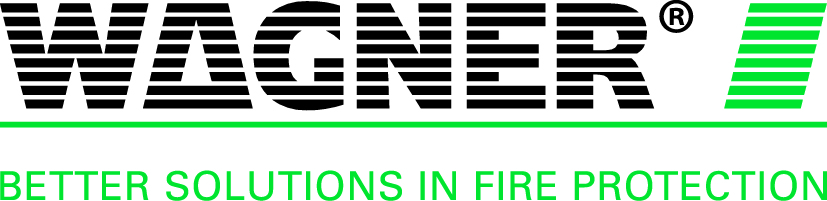 WAGNER®
BETTER SOLUTIONS IN FIRE PROTECTION